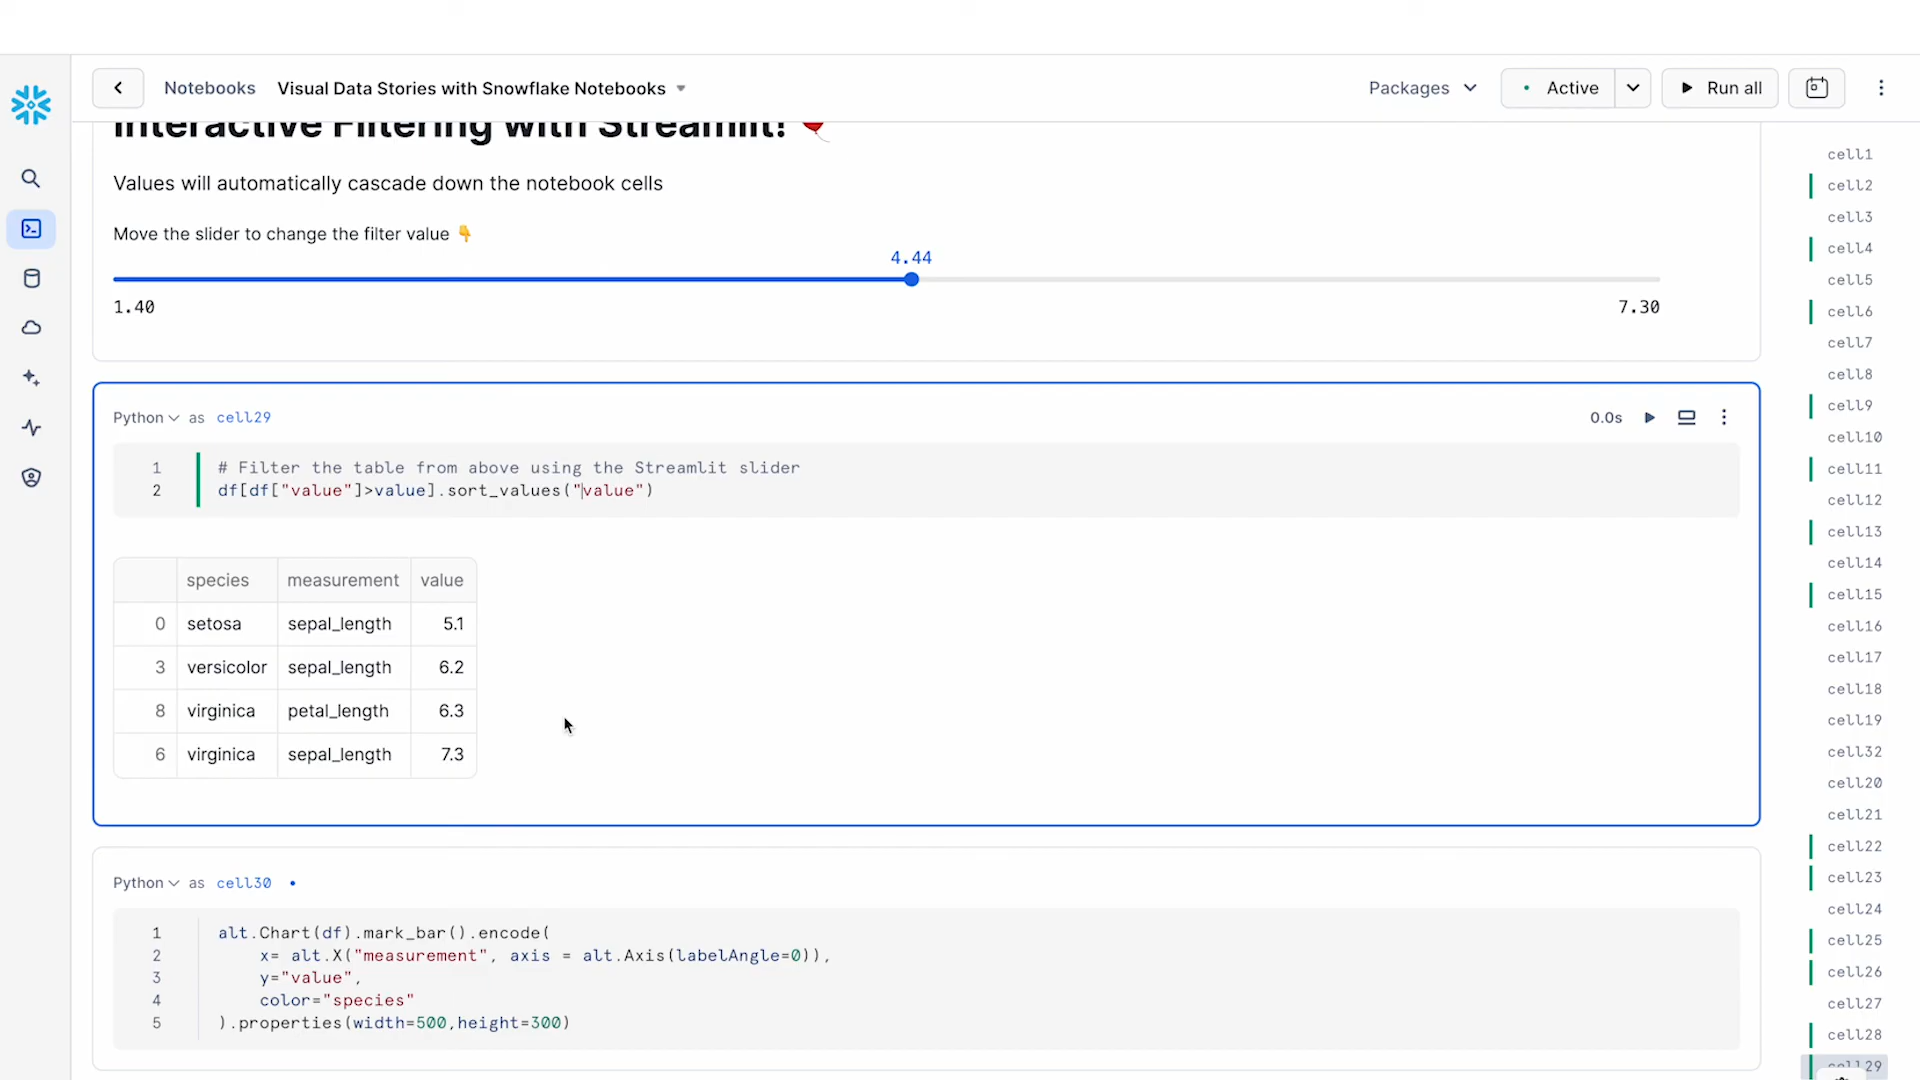 Notebooks Visual Data Stories with Snowflake Notebooks
Packages Active Run all
Interactive Filtering with Streamlit!
Values will automatically cascade down the notebook cells
Move the slider to change the filter value
4.44
1.40 7.30
Python as cell29 0.0s
1 # Filter the table from above using the Streamlit slider
2 df[df["value"]>value].sort_values("value")
species measurement value
0 setosa sepal_length 5.1
3 versicolor sepal_length 6.2
8 virginica petal_length 6.3
6 virginica sepal_length 7.3
Python as cell30
1 alt.Chart(df).mark_bar().encode(
2 x= alt.X("measurement", axis = alt.Axis(labelAngle=0)),
3 y="value",
4 color="species"
5 ).properties(width=500,height=300)
cell1
cell2
cell3
cell4
cell5
cell6
cell7
cell8
cell9
cell10
cell11
cell12
cell13
cell14
cell15
cell16
cell17
cell18
cell19
cell32
cell20
cell21
cell22
cell23
cell24
cell25
cell26
cell27
cell28
cell29